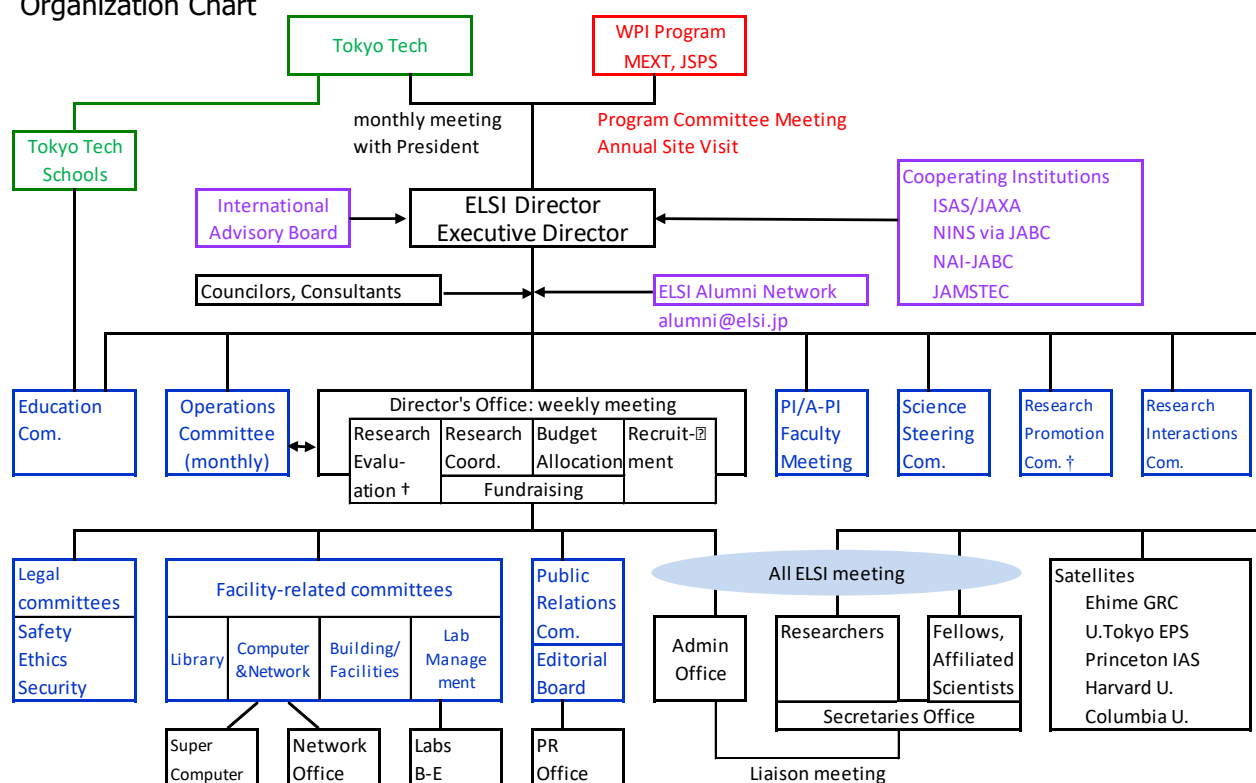 Organization Chart
Tokyo Tech
WPI Program
MEXT, JSPS
monthly meeting
with President
Program Committee Meeting
Annual Site Visit
Tokyo Tech
Schools
International
Advisory Board
ELSI Director
Executive Director
Cooperating Institutions
ISAS/JAXA
NINS via JABC
NAI-JABC
JAMSTEC
Councilors, Consultants
ELSI Alumni Network
alumni@elsi.jp
Education
Com.
Operations
Committee
(monthly)
Director's Office: weekly meeting
Research
Evalu-
ation †
Research
Coord.
Budget
Allocation
Recruit-
ment
Fundraising
PI/A-PI
Faculty
Meeting
Science
Steering
Com.
Research
Promotion
Com. †
Research
Interactions
Com.
Legal
committees
Safety
Ethics
Security
Facility-related committees
Library
Computer
&Network
Building/
Facilities
Lab
Manage
ment
Public
Relations
Com.
Editorial
Board
All ELSI meeting
Admin
Office
Researchers
Fellows,
Affiliated
Scientists
Secretaries Office
Satellites
Ehime GRC
U.Tokyo EPS
Princeton IAS
Harvard U.
Columbia U.
Super
Computer
Network
Office
Labs
B-E
PR
Office
Liaison meeting